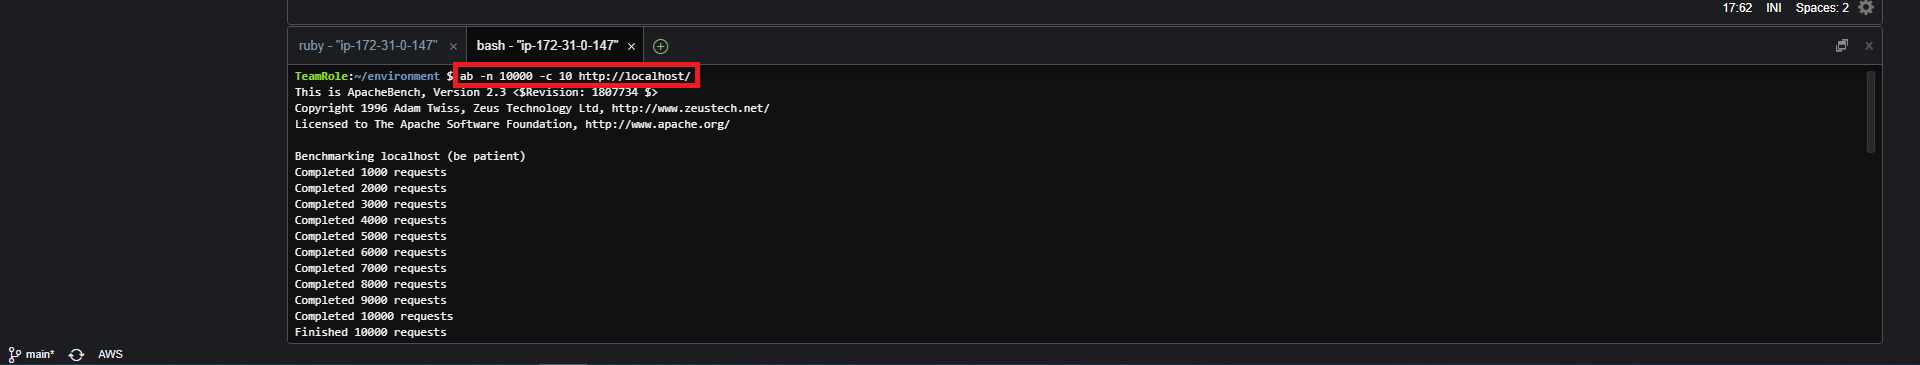 17:62 INI Spaces: 2
ruby - "ip-172-31-0-147" × bash - "ip-172-31-0-147" ×
TeamRole:~/environment $ ab -n 10000 -c 10 http://localhost/
This is ApacheBench, Version 2.3 <$Revision: 1807734 $>
Copyright 1996 Adam Twiss, Zeus Technology Ltd, http://www.zeustech.net/
Licensed to The Apache Software Foundation, http://www.apache.org/
Benchmarking localhost (be patient)
Completed 1000 requests
Completed 2000 requests
Completed 3000 requests
Completed 4000 requests
Completed 5000 requests
Completed 6000 requests
Completed 7000 requests
Completed 8000 requests
Completed 9000 requests
Completed 10000 requests
Finished 10000 requests
main* AWS